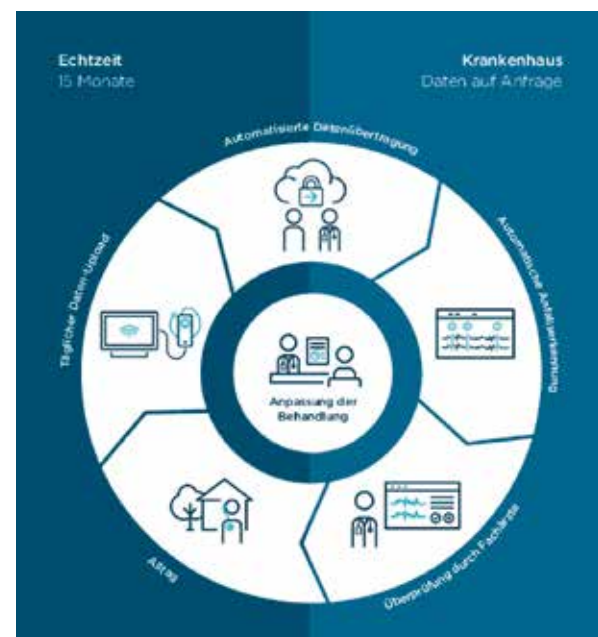 Echtzeit
15 Monate
Krankenhaus
Daten auf Anfrage
Automatisierte Datenübertragung
Automatische Anfallserkennung
Überprüfung durch Fachärzte
Alltag
Täglicher Daten-Upload
Anpassung der
Behandlung